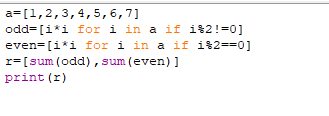 a=[1,2,3,4,5,6,7]
odd=[i*i for i in a if i%2!=0]
even=[i*i for i in a if i%2==0]
r=[sum(odd),sum(even)]
print(r)